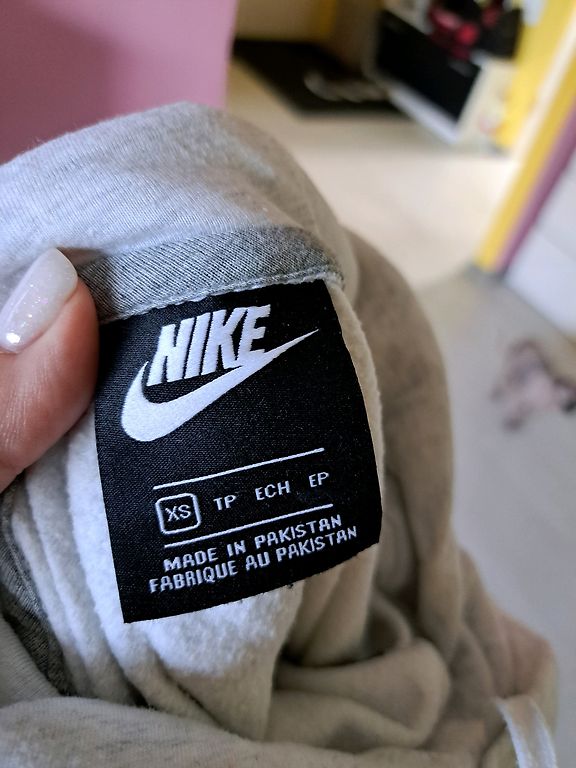 NIKE
XS TP ECH EP
MADE IN PAKISTAN
FABRIQUE AU PAKISTAN